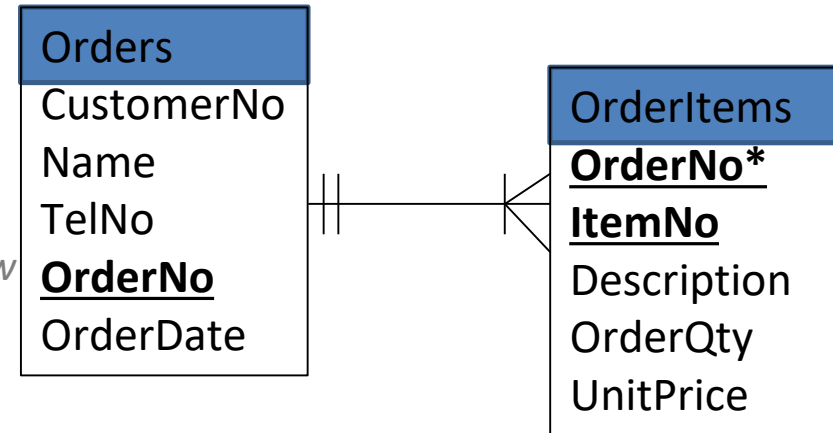 Orders
CustomerNo
Name
TelNo
OrderNo
OrderDate
OrderItems
OrderNo*
ItemNo
Description
OrderQty
UnitPrice